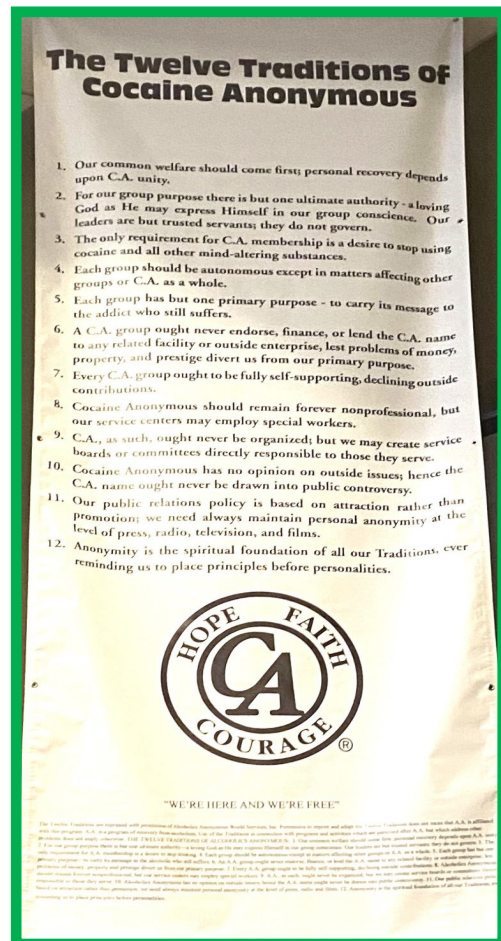 The Twelve Traditions of
Cocaine Anonymous
1. Our common welfare should come first; personal recovery depends
upon C.A. unity.
2. For our group purpose there is but one ultimate authority - a loving
God as He may express Himself in our group conscience. Our
leaders are but trusted servants; they do not govern.
3. The only requirement for C.A. membership is a desire to stop using
cocaine and all other mind-altering substances.
4. Each group should be autonomous except in matters affecting other
groups or C.A. as a whole.
5. Each group has but one primary purpose - to carry its message to
the addict who still suffers.
6. A C.A. group ought never endorse, finance, or lend the C.A. name
to any related facility or outside enterprise, lest problems of money,
property, and prestige divert us from our primary purpose.
7. Every C.A. group ought to be fully self-supporting, declining outside
contributions.
8. Cocaine Anonymous should remain forever nonprofessional, but
our service centers may employ special workers.
9. C.A., as such, ought never be organized; but we may create service
boards or committees directly responsible to those they serve.
10. Cocaine Anonymous has no opinion on outside issues; hence the
C.A. name ought never be drawn into public controversy.
11. Our public relations policy is based on attraction rather than
promotion; we need always maintain personal anonymity at the
level of press, radio, television, and films.
12. Anonymity is the spiritual foundation of all our Traditions, ever
reminding us to place principles before personalities.
HOPE FAITH
CA
COURAGE ®
"WE'RE HERE AND WE'RE FREE"